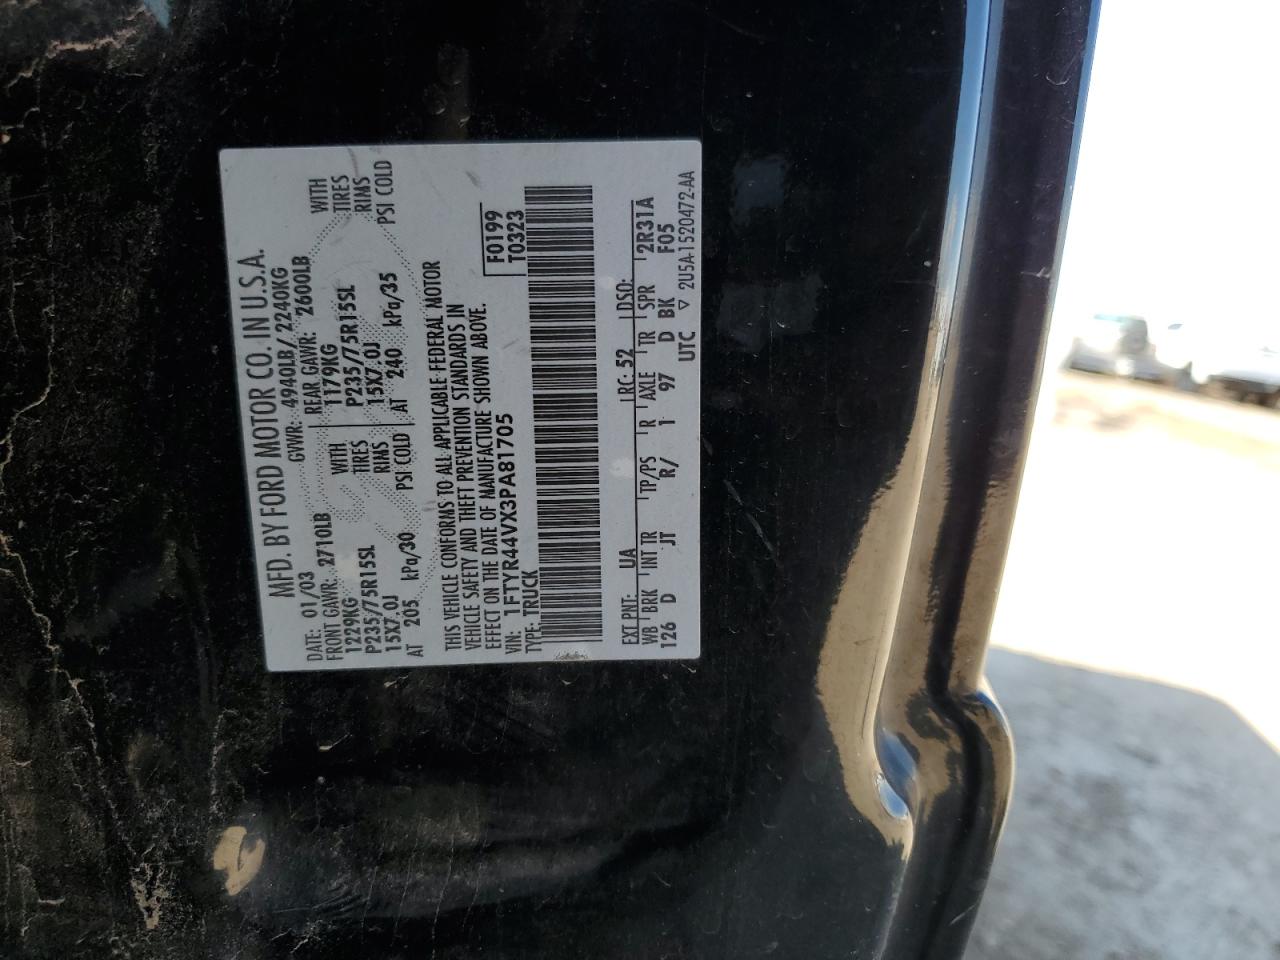 MFD. BY FORD MOTOR CO. IN U.S.A.
DATE: 01/03 GVWR: 4940LB/2240KG
FRONT GAWR: 2710LB REAR GAWR: 2600LB
1229KG WITH 1179KG WITH
P235/75R15SL TIRES P235/75R15SL TIRES
15X7.0J RIMS 15X7.0J RIMS
AT 205 kPa/30 PSI COLD AT 240 kPa/35 PSI COLD
THIS VEHICLE CONFORMS TO ALL APPLICABLE FEDERAL MOTOR
VEHICLE SAFETY AND THEFT PREVENTION STANDARDS IN
EFFECT ON THE DATE OF MANUFACTURE SHOWN ABOVE.
VIN: 1FTYR44VX3PA81705
TYPE: TRUCK
F0199
T0323
EXT PNT: UA LRC: 52 DSO:
WB BRK INT TR TP/PS R AXLE TR SPR 2R31A
126 D JT R/ 1 97 D BK F05
UTC ▽ 2U5A-1520472-AA